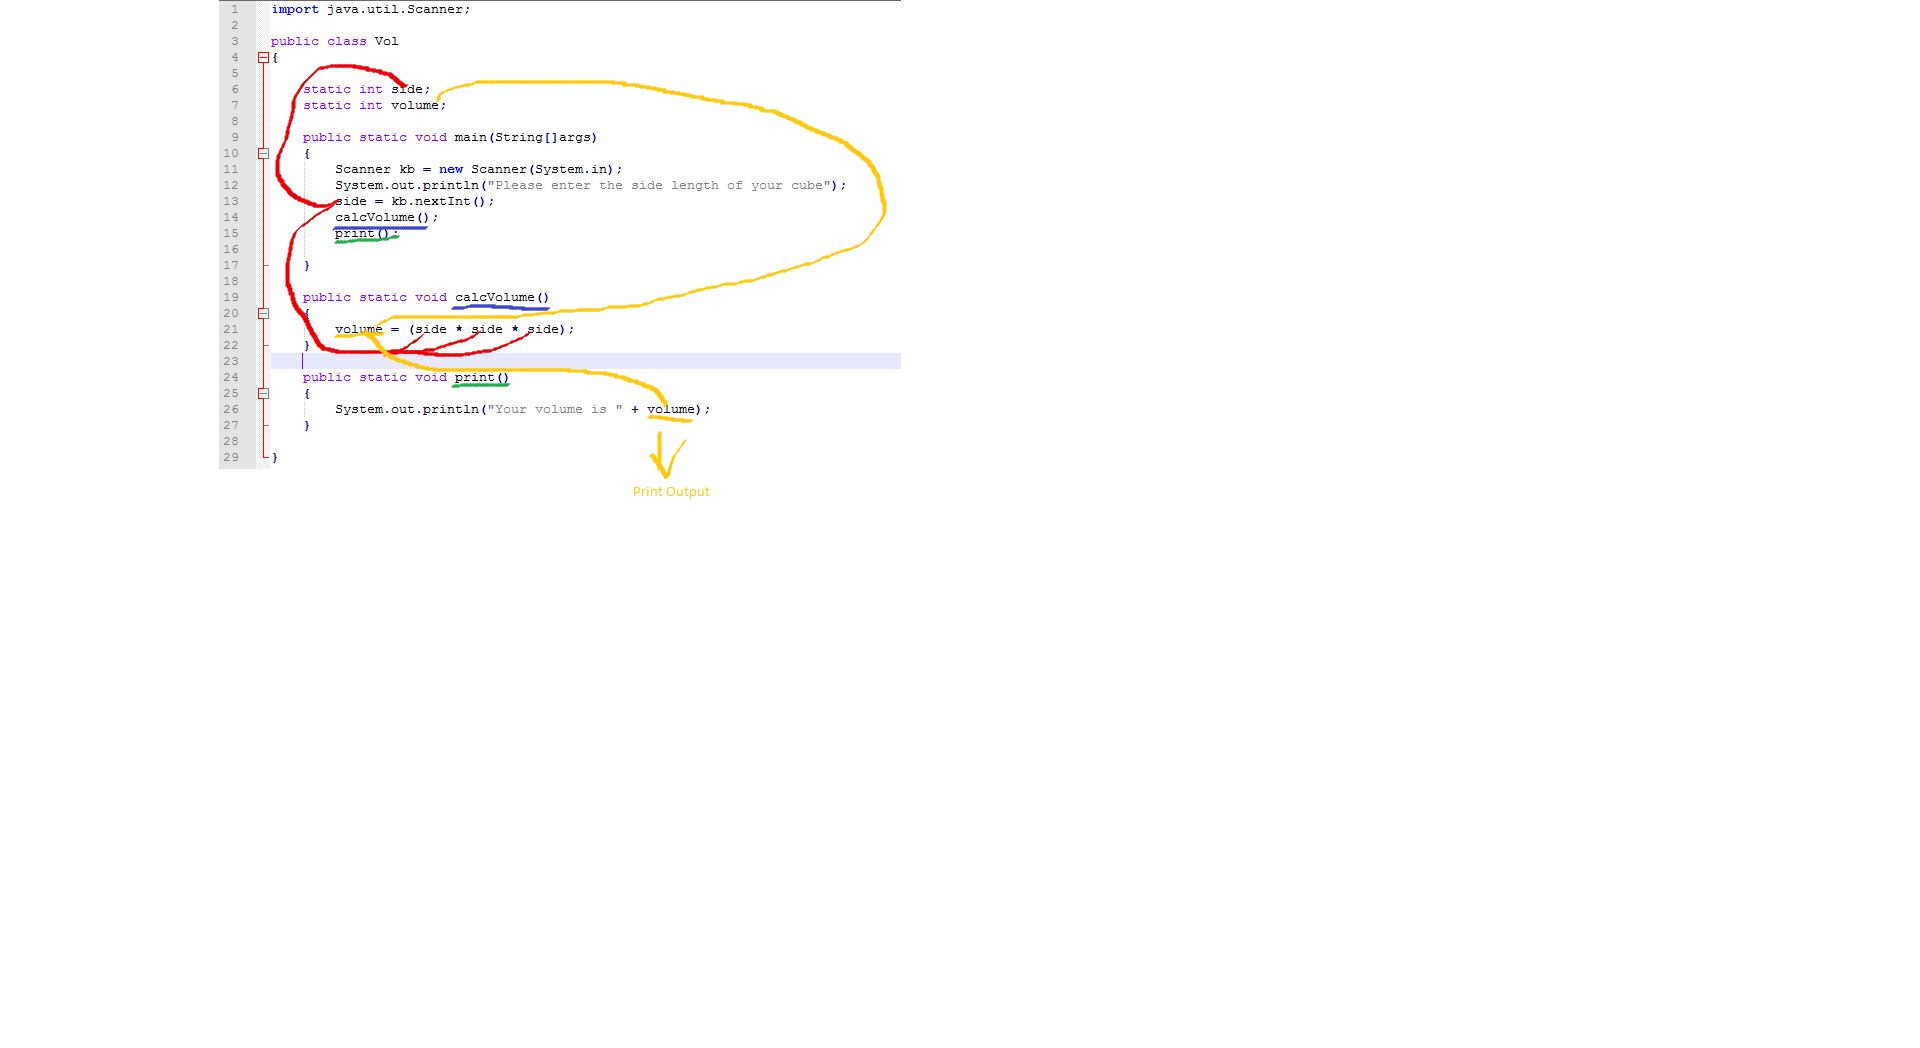 1 import java.util.Scanner;
2
3 public class Vol
4 {
5
6 static int side;
7 static int volume;
8
9 public static void main(String[]args)
10 {
11 Scanner kb = new Scanner(System.in);
12 System.out.println("Please enter the side length of your cube");
13 side = kb.nextInt();
14 calcVolume();
15 print();
16
17 }
18
19 public static void calcVolume()
20 {
21 volume = (side * side * side);
22 }
23
24 public static void print()
25 {
26 System.out.println("Your volume is " + volume);
27 }
28
29 }
Print Output